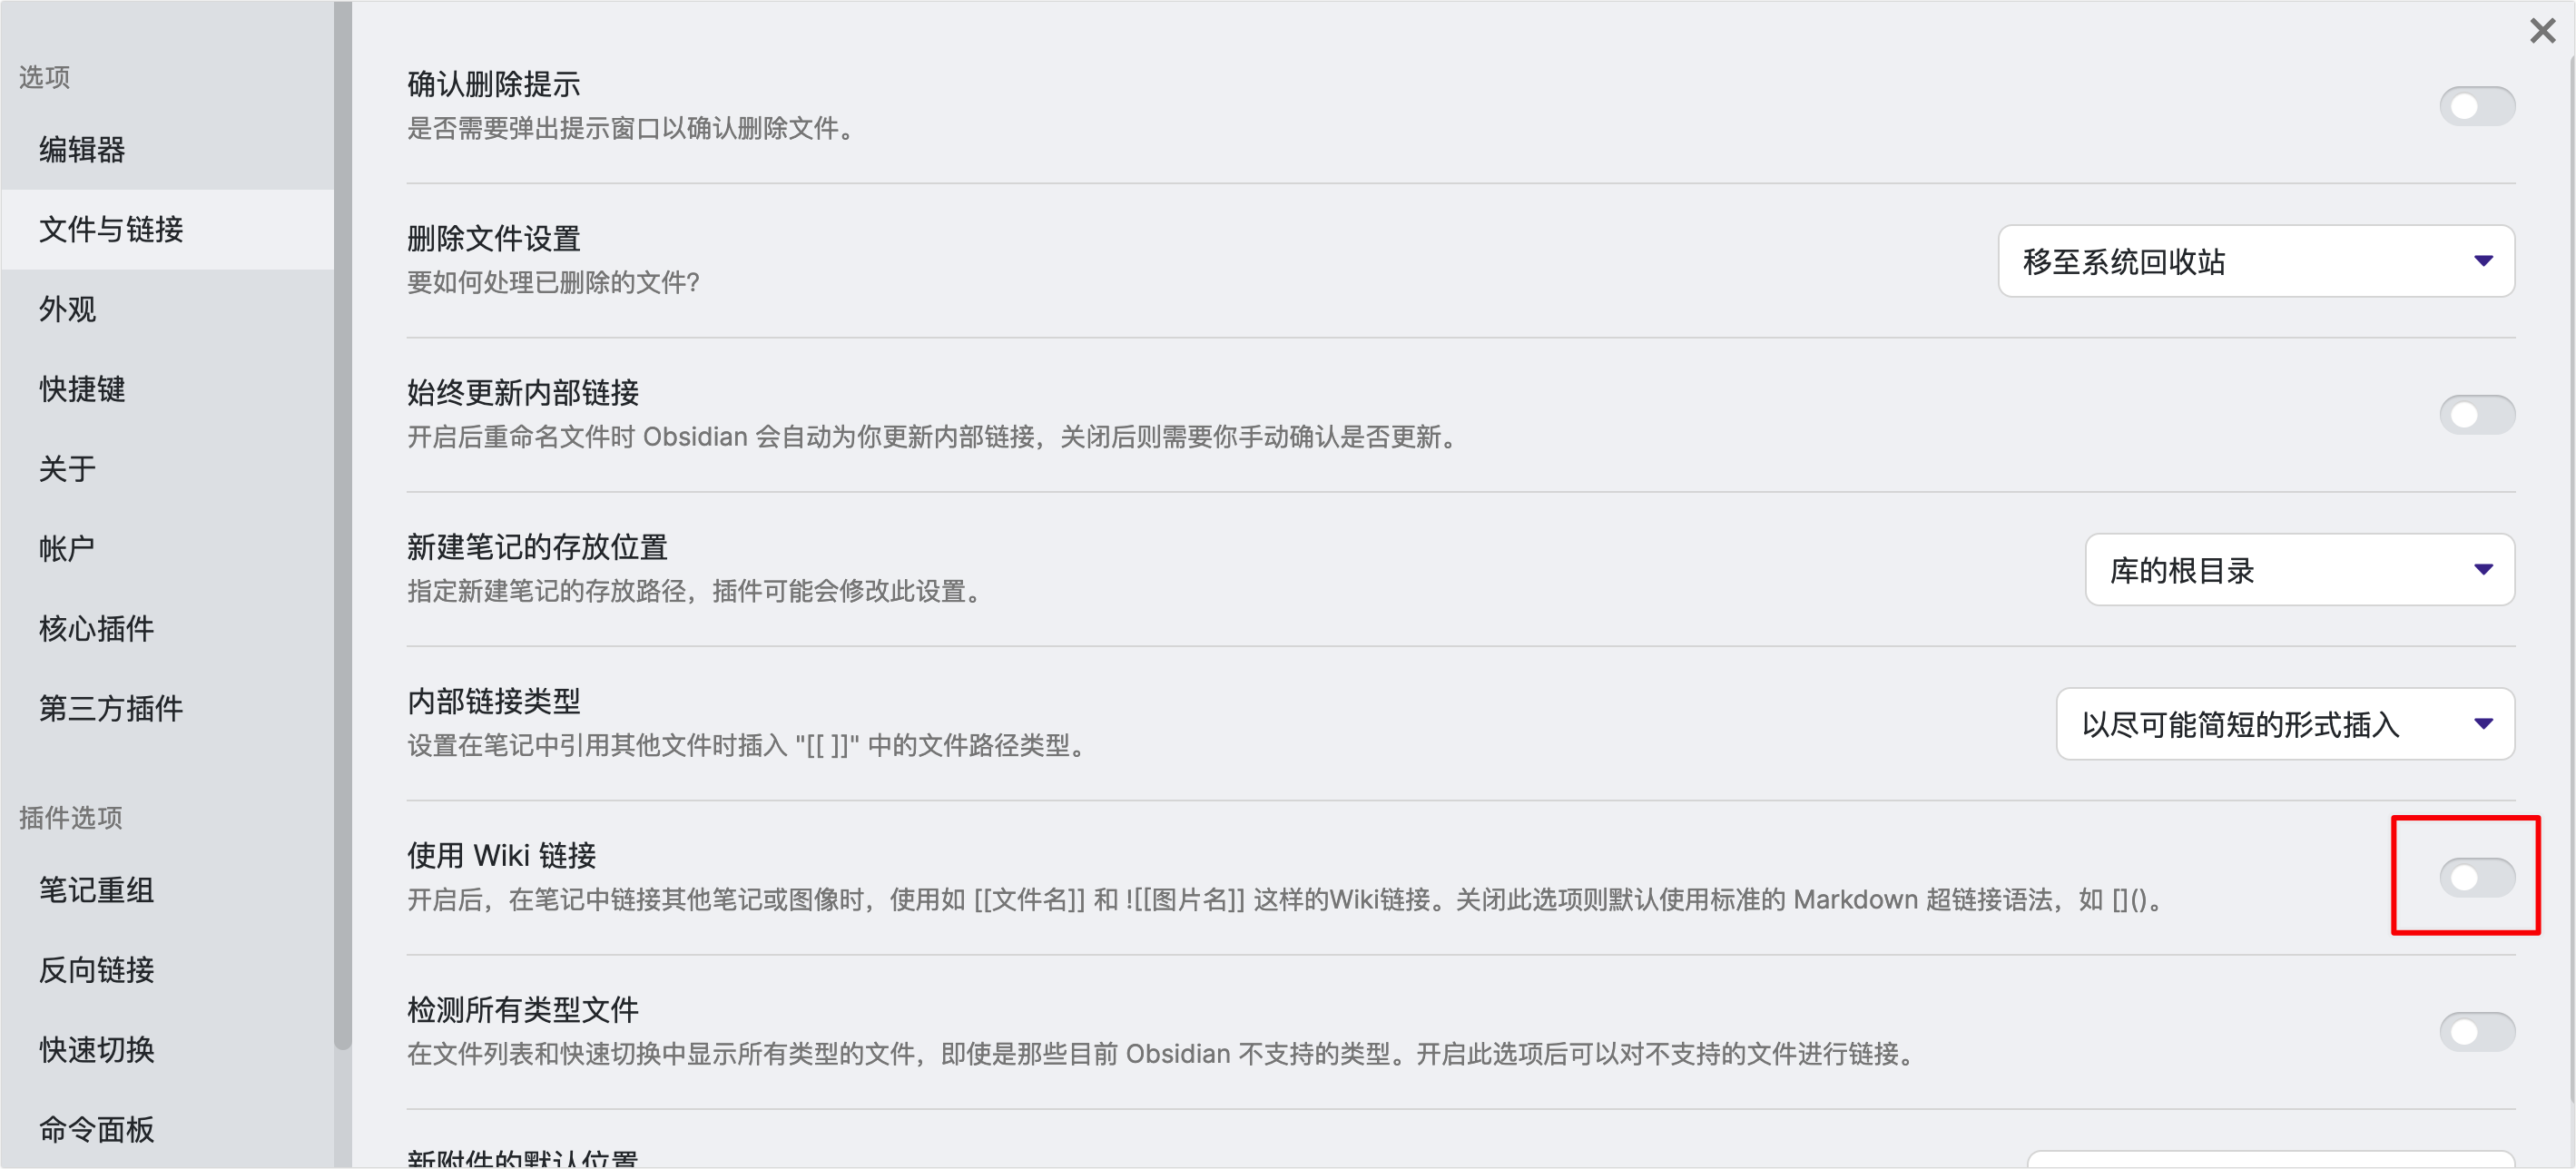 选项
编辑器
文件与链接
外观
快捷键
关于
帐户
核心插件
第三方插件
插件选项
笔记重组
反向链接
快速切换
命令面板
确认删除提示
是否需要弹出提示窗口以确认删除文件。
删除文件设置
要如何处理已删除的文件?
移至系统回收站
始终更新内部链接
开启后重命名文件时 Obsidian 会自动为你更新内部链接，关闭后则需要你手动确认是否更新。
新建笔记的存放位置
指定新建笔记的存放路径，插件可能会修改此设置。
库的根目录
内部链接类型
设置在笔记中引用其他文件时插入 "[[ ]]" 中的文件路径类型。
以尽可能简短的形式插入
使用 Wiki 链接
开启后，在笔记中链接其他笔记或图像时，使用如 [[文件名]] 和 ![[图片名]] 这样的Wiki链接。关闭此选项则默认使用标准的 Markdown 超链接语法，如 []()。
检测所有类型文件
在文件列表和快速切换中显示所有类型的文件，即使是那些目前 Obsidian 不支持的类型。开启此选项后可以对不支持的文件进行链接。
新附件的默认位置